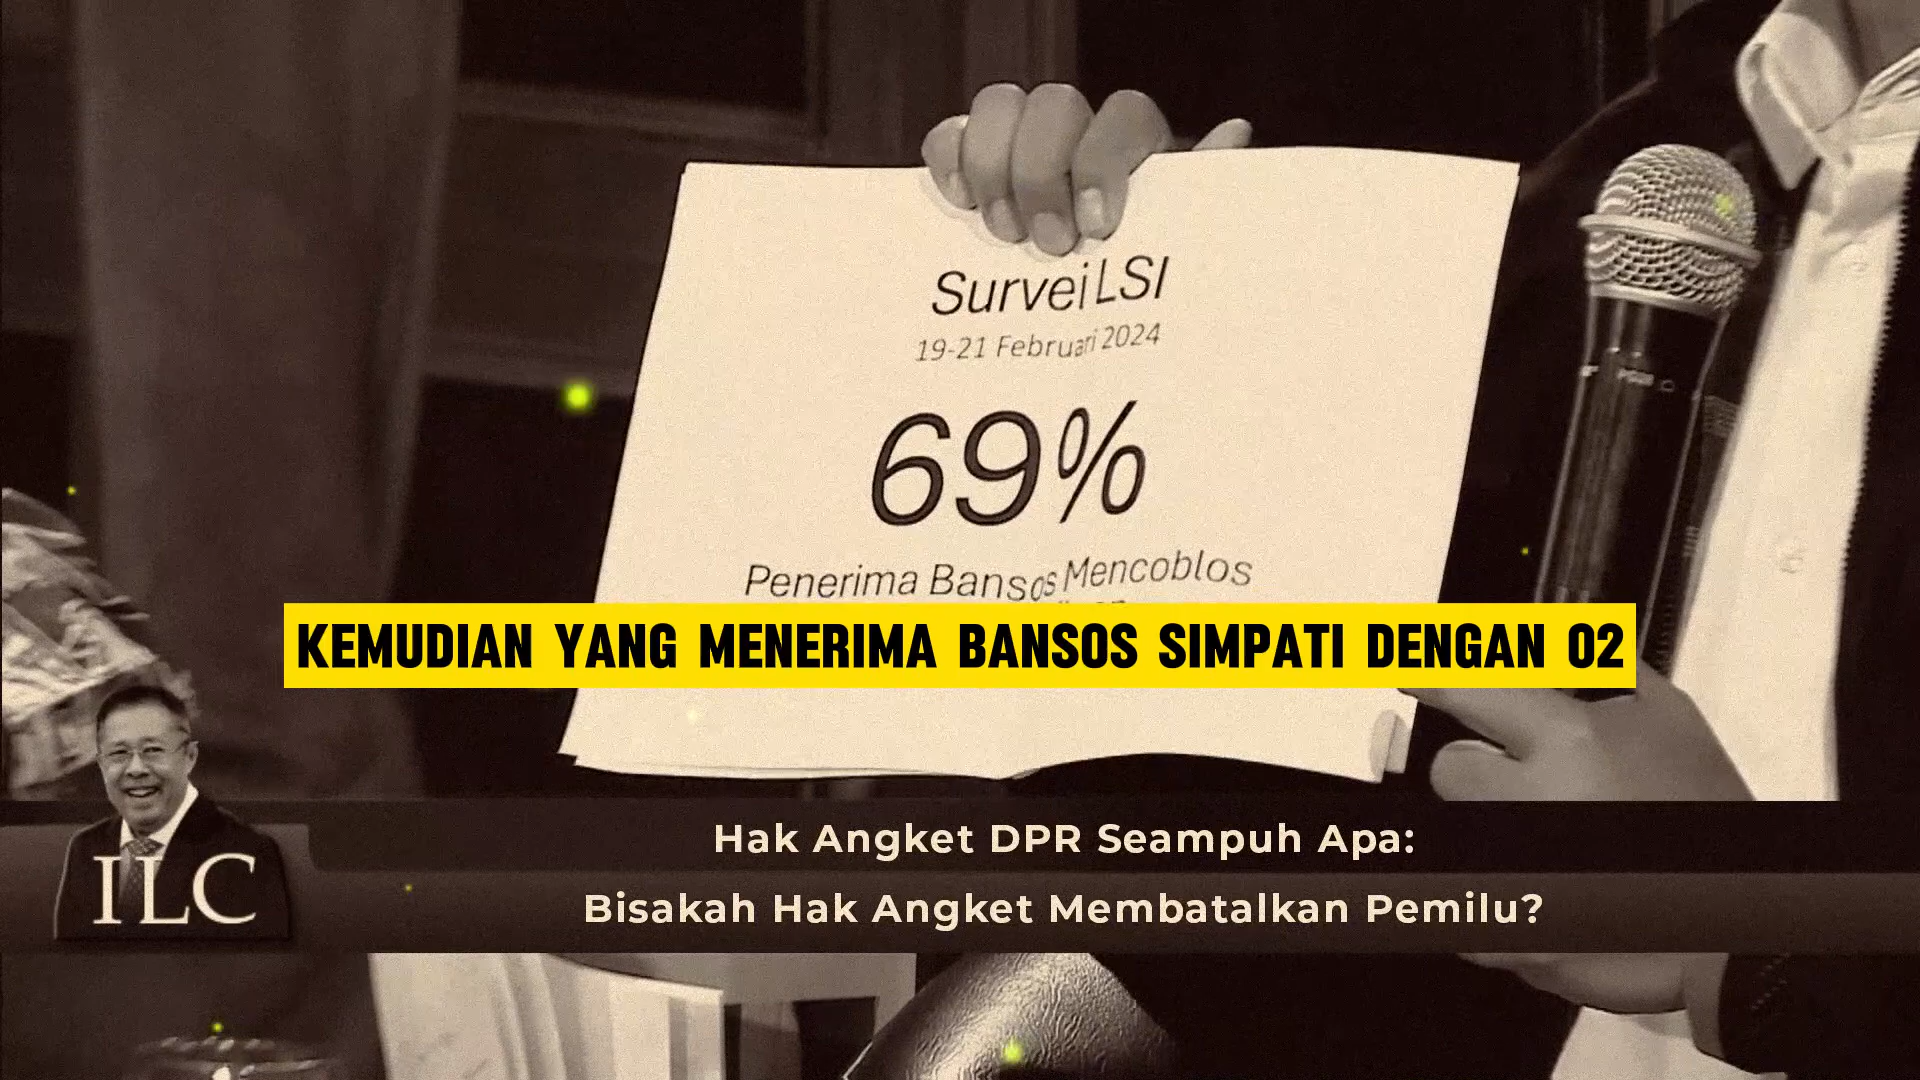 Survei LSI
19-21 Februari 2024
69%
Penerima Bansos Mencoblos
KEMUDIAN YANG MENERIMA BANSOS SIMPATI DENGAN 02
Hak Angket DPR Seampuh Apa:
Bisakah Hak Angket Membatalkan Pemilu?
ILC